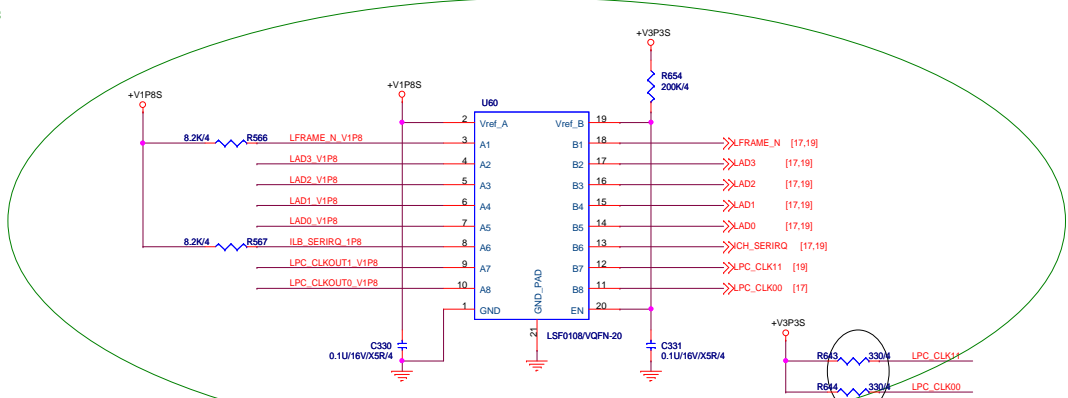 +V3P3S
R654
200K/4
+V1P8S
+V1P8S
U60
2 Vref_A Vref_B 19
8.2K/4 R566 LFRAME_N_V1P8 3 A1 B1 18 LFRAME_N [17,19]
LAD3_V1P8 4 A2 B2 17 LAD3 [17,19]
LAD2_V1P8 5 A3 B3 16 LAD2 [17,19]
LAD1_V1P8 6 A4 B4 15 LAD1 [17,19]
LAD0_V1P8 7 A5 B5 14 LAD0 [17,19]
8.2K/4 R567 ILB_SERIRQ_1P8 8 A6 B6 13 ICH_SERIRQ [17,19]
LPC_CLKOUT1_V1P8 9 A7 B7 12 LPC_CLK11 [19]
LPC_CLKOUT0_V1P8 10 A8 B8 11 LPC_CLK00 [17]
1 GND GND_PAD EN 20
21
LSF0108/VQFN-20
C330
0.1U/16V/X5R/4
C331
0.1U/16V/X5R/4
+V3P3S
R643 330/4 LPC_CLK11
R644 330/4 LPC_CLK00